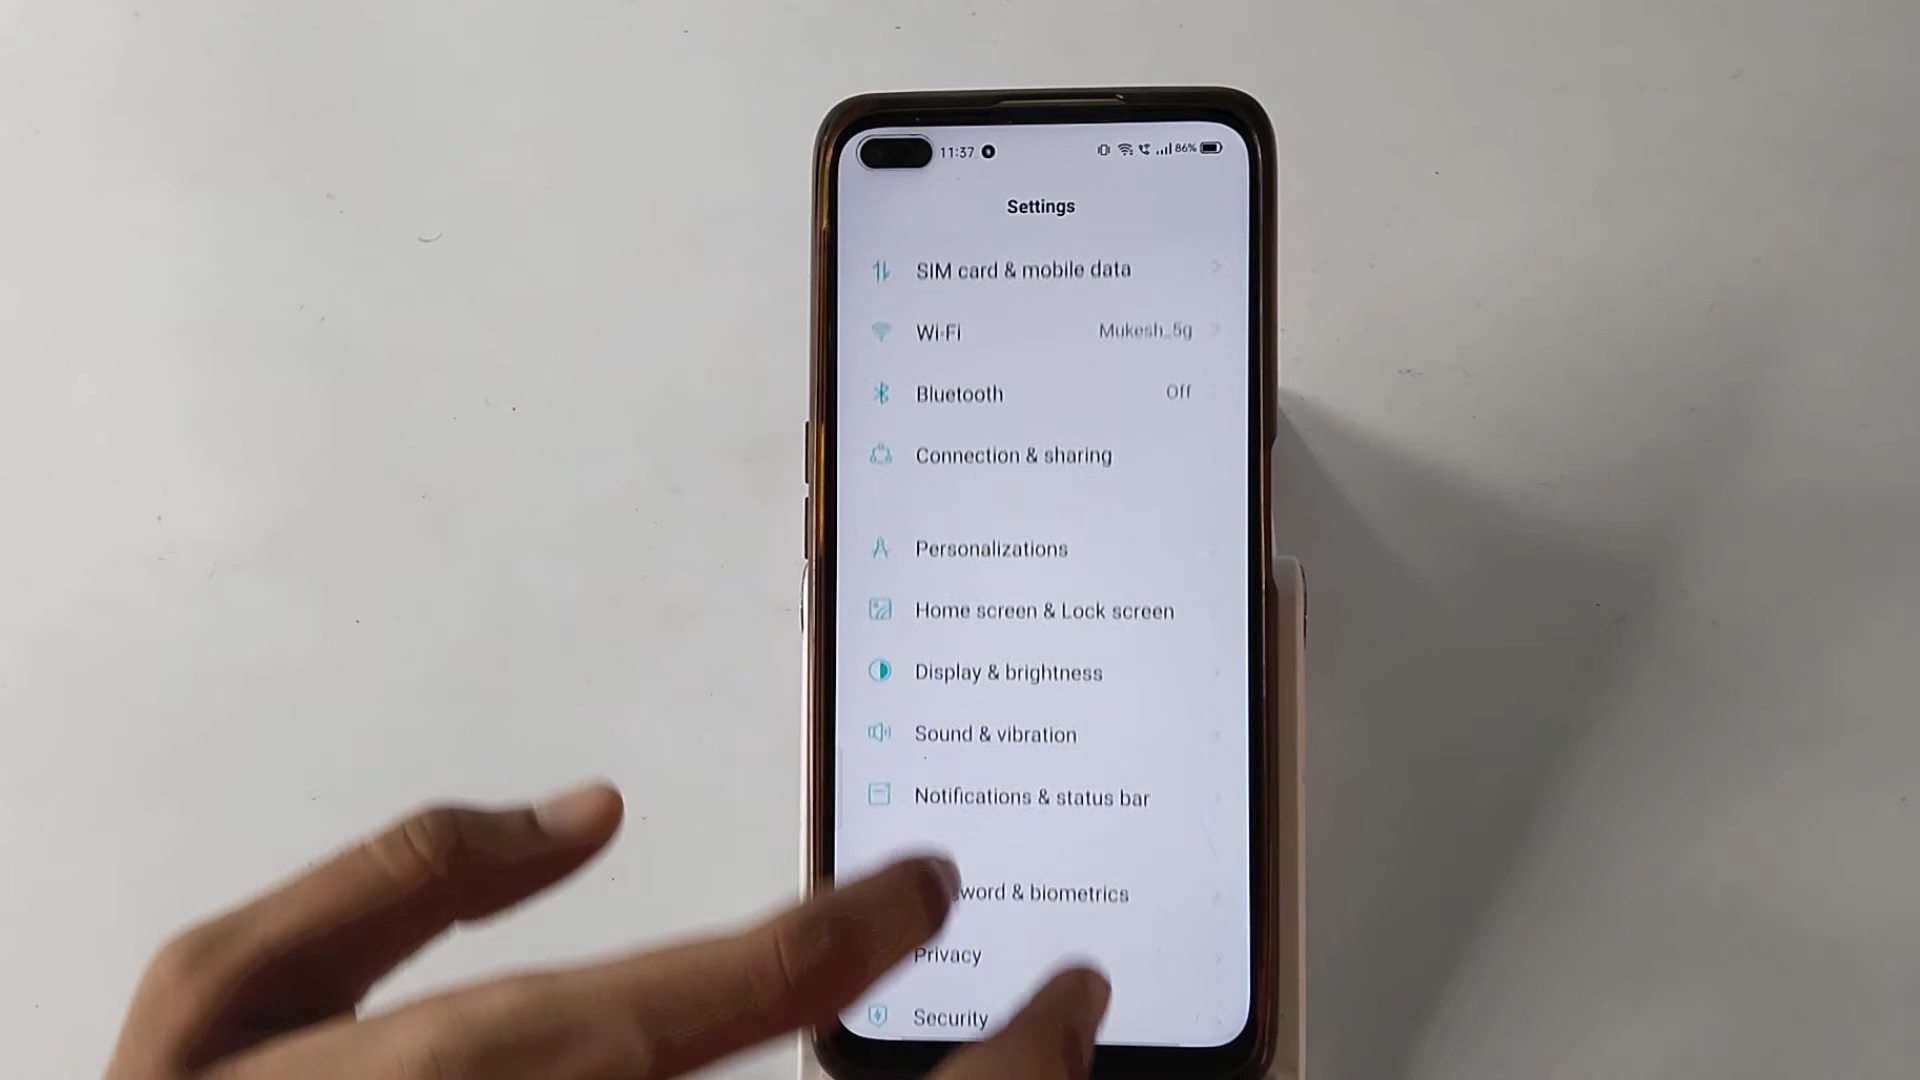 11:37 86%
Settings
SIM card & mobile data
Wi-Fi Mukesh_5g
Bluetooth Off
Connection & sharing
Personalizations
Home screen & Lock screen
Display & brightness
Sound & vibration
Notifications & status bar
sword & biometrics
Privacy
Security